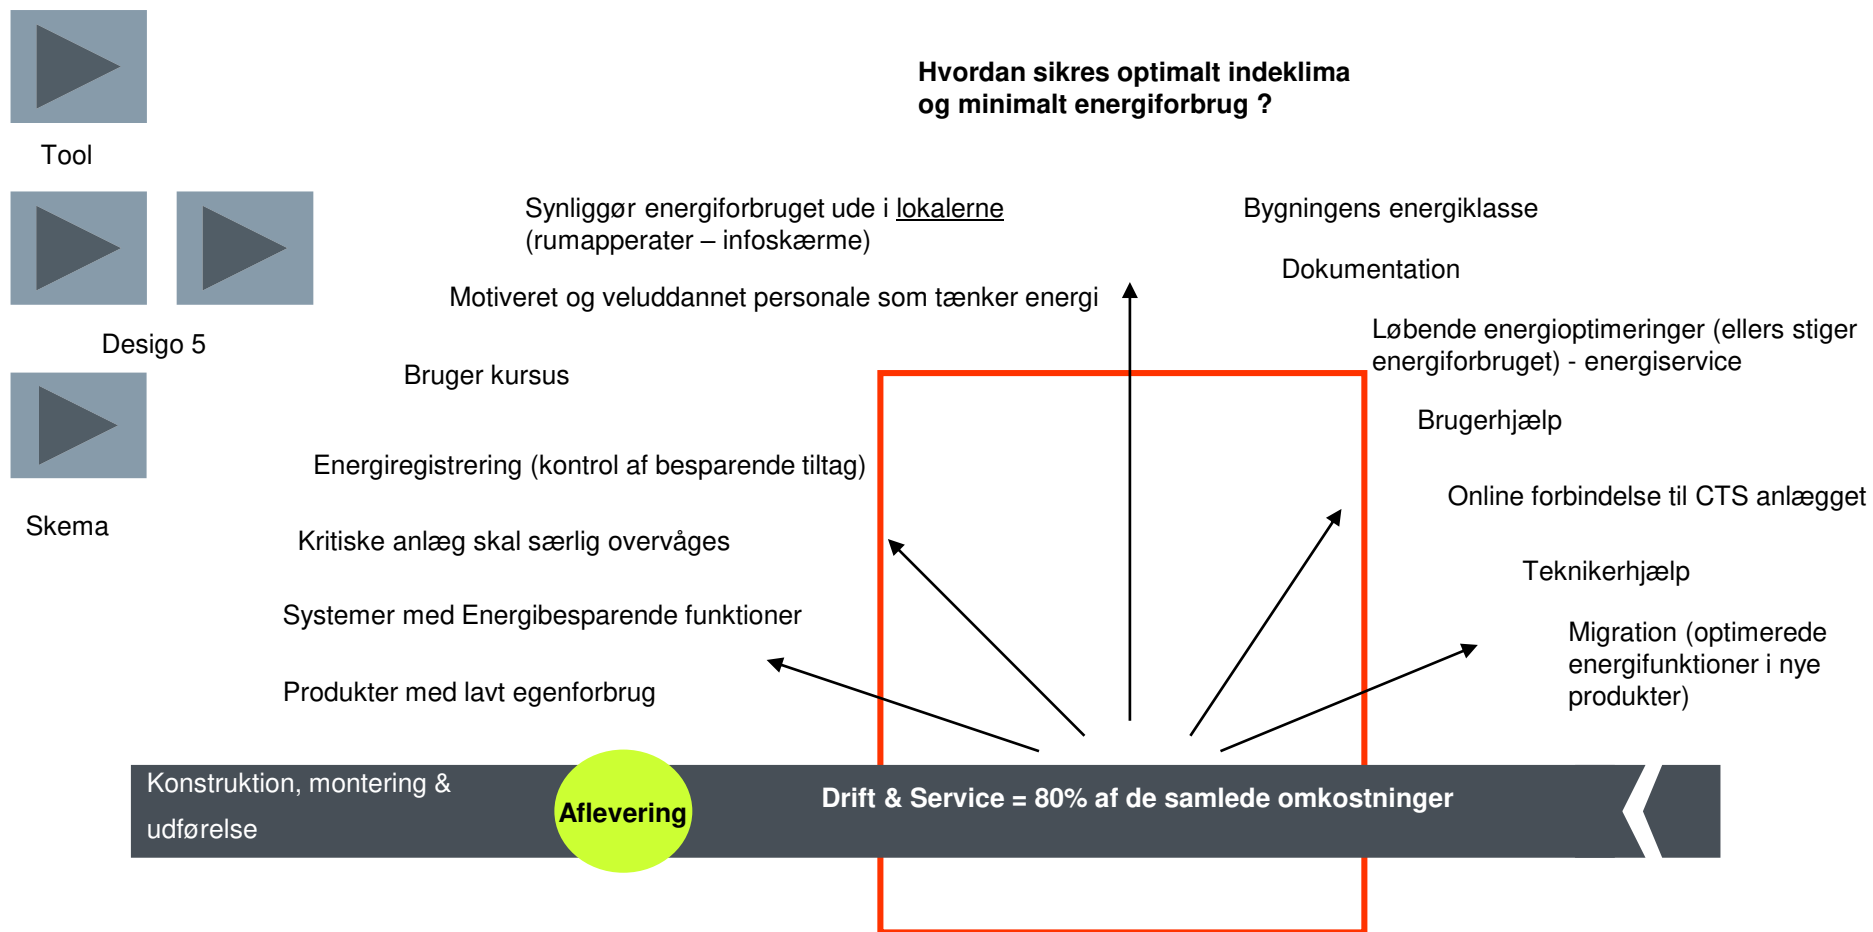 Hvordan sikres optimalt indeklima
og minimalt energiforbrug ?
Tool
Desigo 5
Skema
Synliggør energiforbruget ude i lokalerne
(rumapperater – infoskærme)
Motiveret og veluddannet personale som tænker energi
Bruger kursus
Energiregistrering (kontrol af besparende tiltag)
Kritiske anlæg skal særlig overvåges
Systemer med Energibesparende funktioner
Produkter med lavt egenforbrug
Bygningens energiklasse
Dokumentation
Løbende energioptimeringer (ellers stiger
energiforbruget) - energiservice
Brugerhjælp
Online forbindelse til CTS anlægget
Teknikerhjælp
Migration (optimerede
energifunktioner i nye
produkter)
Konstruktion, montering &
udførelse
Aflevering
Drift & Service = 80% af de samlede omkostninger